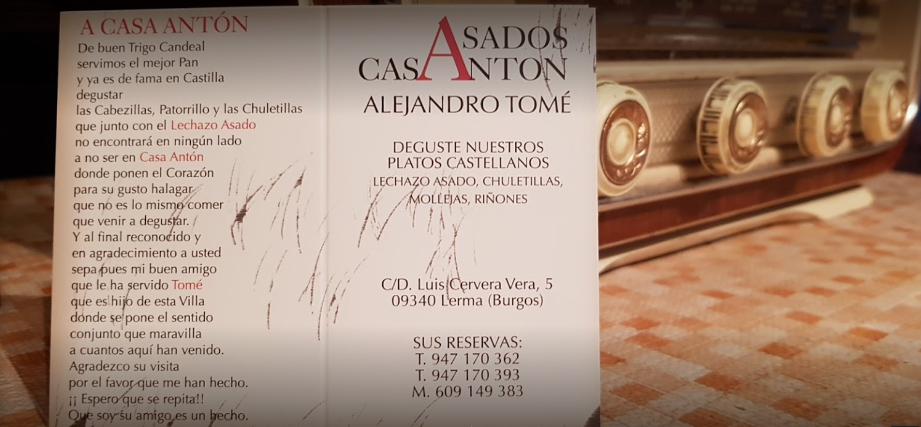 A CASA ANTÓN
De buen Trigo Candeal
servimos el mejor Pan
y ya es de fama en Castilla
degustar
las Cabezillas, Patorrillo y las Chuletillas
que junto con el Lechazo Asado
no encontrará en ningún lado
a no ser en Casa Antón
donde ponen el Corazón
para su gusto halagar
que no es lo mismo comer
que venir a degustar.
Y al final reconocido y
en agradecimiento a usted
sepa pues mi buen amigo
que le ha servido Tomé
que es hijo de esta Villa
donde se pone el sentido
conjunto que maravilla
a cuantos aquí han venido.
Agradezco su visita
por el favor que me han hecho.
¡¡ Espero que se repita!!
Que soy su amigo es un hecho.
ASADOS
CASANTON
ALEJANDRO TOMÉ
DEGUSTE NUESTROS
PLATOS CASTELLANOS
LECHAZO ASADO, CHULETILLAS,
MOLLEJAS, RIÑONES
C/D. Luis Cervera Vera, 5
09340 Lerma (Burgos)
SUS RESERVAS:
T. 947 170 362
T. 947 170 393
M. 609 149 383